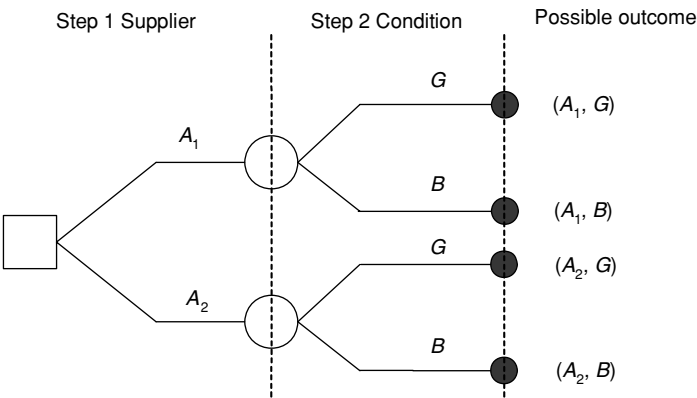 Step 1 Supplier
Step 2 Condition
Possible outcome
G
(A₁, G)
A₁
B
(A₁, B)
G
(A₂, G)
A₂
B
(A₂, B)